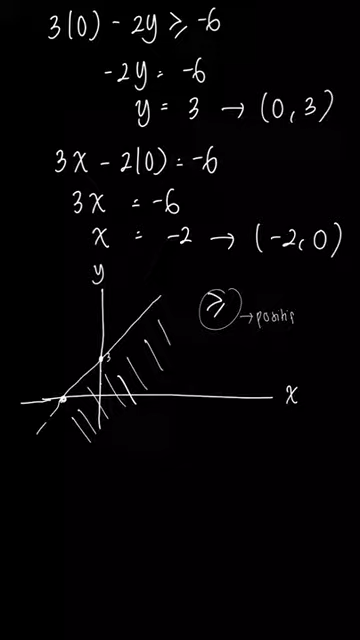 3(0) - 2y ≥ -6
-2y = -6
y = 3 → (0, 3)
3x - 2(0) = -6
3x = -6
x = -2 → (-2, 0)
y
≥ → positif
3
x